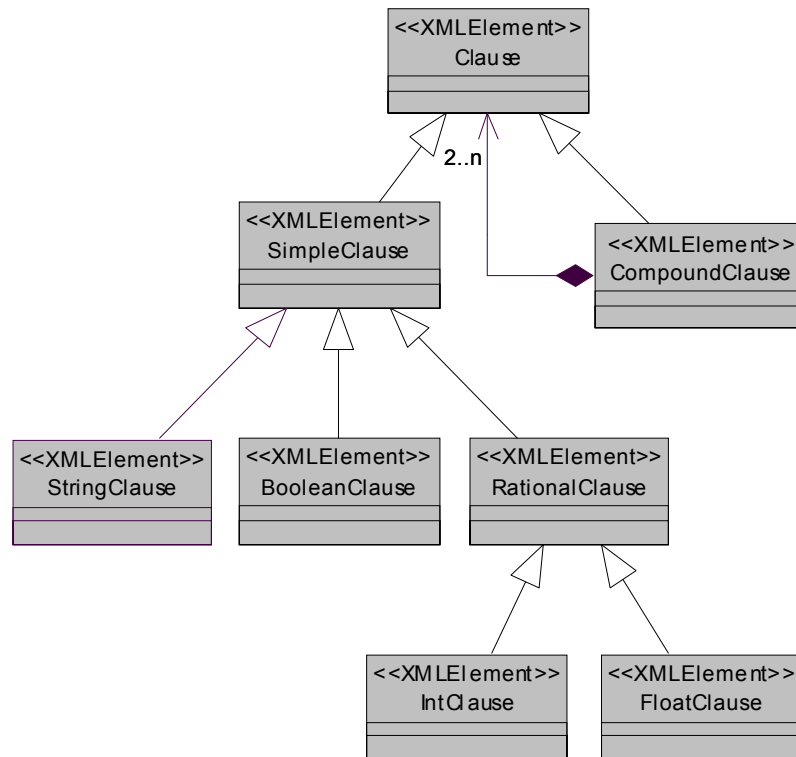 <<XMLElement>>
Clause
2..n
<<XMLElement>>
SimpleClause
<<XMLElement>>
CompoundClause
<<XMLElement>>
StringClause
<<XMLElement>>
BooleanClause
<<XMLElement>>
RationalClause
<<XMLElement>>
IntClause
<<XMLElement>>
FloatClause